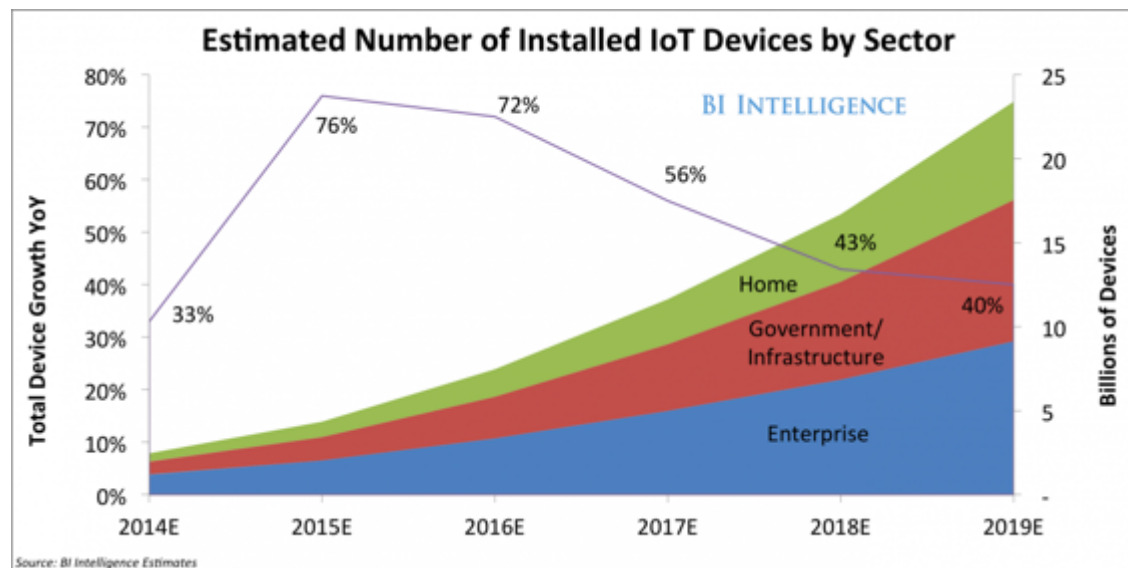 Estimated Number of Installed IoT Devices by Sector
BI INTELLIGENCE
Total Device Growth YoY
80%
70%
60%
50%
40%
30%
20%
10%
0%
33%
76%
72%
56%
43%
40%
Home
Government/
Infrastructure
Enterprise
25
20
15
10
5
-
Billions of Devices
2014E
2015E
2016E
2017E
2018E
2019E
Source: BI Intelligence Estimates